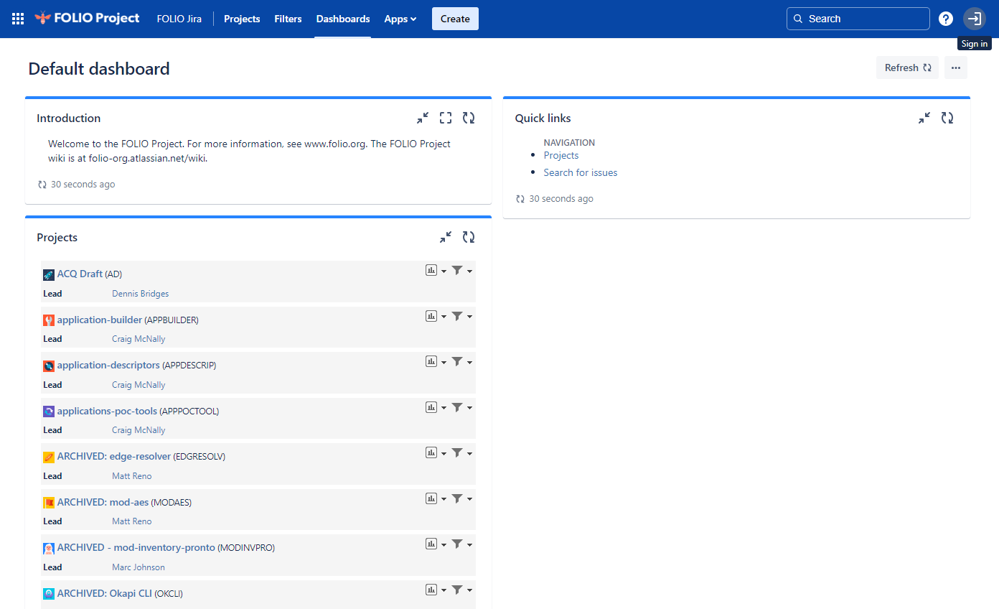 FOLIO Project FOLIO Jira Projects Filters Dashboards Apps Create Search
Sign in
Default dashboard
Refresh
Introduction
Welcome to the FOLIO Project. For more information, see www.folio.org. The FOLIO Project
wiki is at folio-org.atlassian.net/wiki.
30 seconds ago
Quick links
NAVIGATION
Projects
Search for issues
30 seconds ago
Projects
ACQ Draft (AD)
Lead Dennis Bridges
application-builder (APPBUILDER)
Lead Craig McNally
application-descriptors (APPDESCRIP)
Lead Craig McNally
applications-poc-tools (APPPOCTOOL)
Lead Craig McNally
ARCHIVED: edge-resolver (EDGRESOLV)
Lead Matt Reno
ARCHIVED: mod-aes (MODAES)
Lead Matt Reno
ARCHIVED - mod-inventory-pronto (MODINVPRO)
Lead Marc Johnson
ARCHIVED: Okapi CLI (OKCLI)